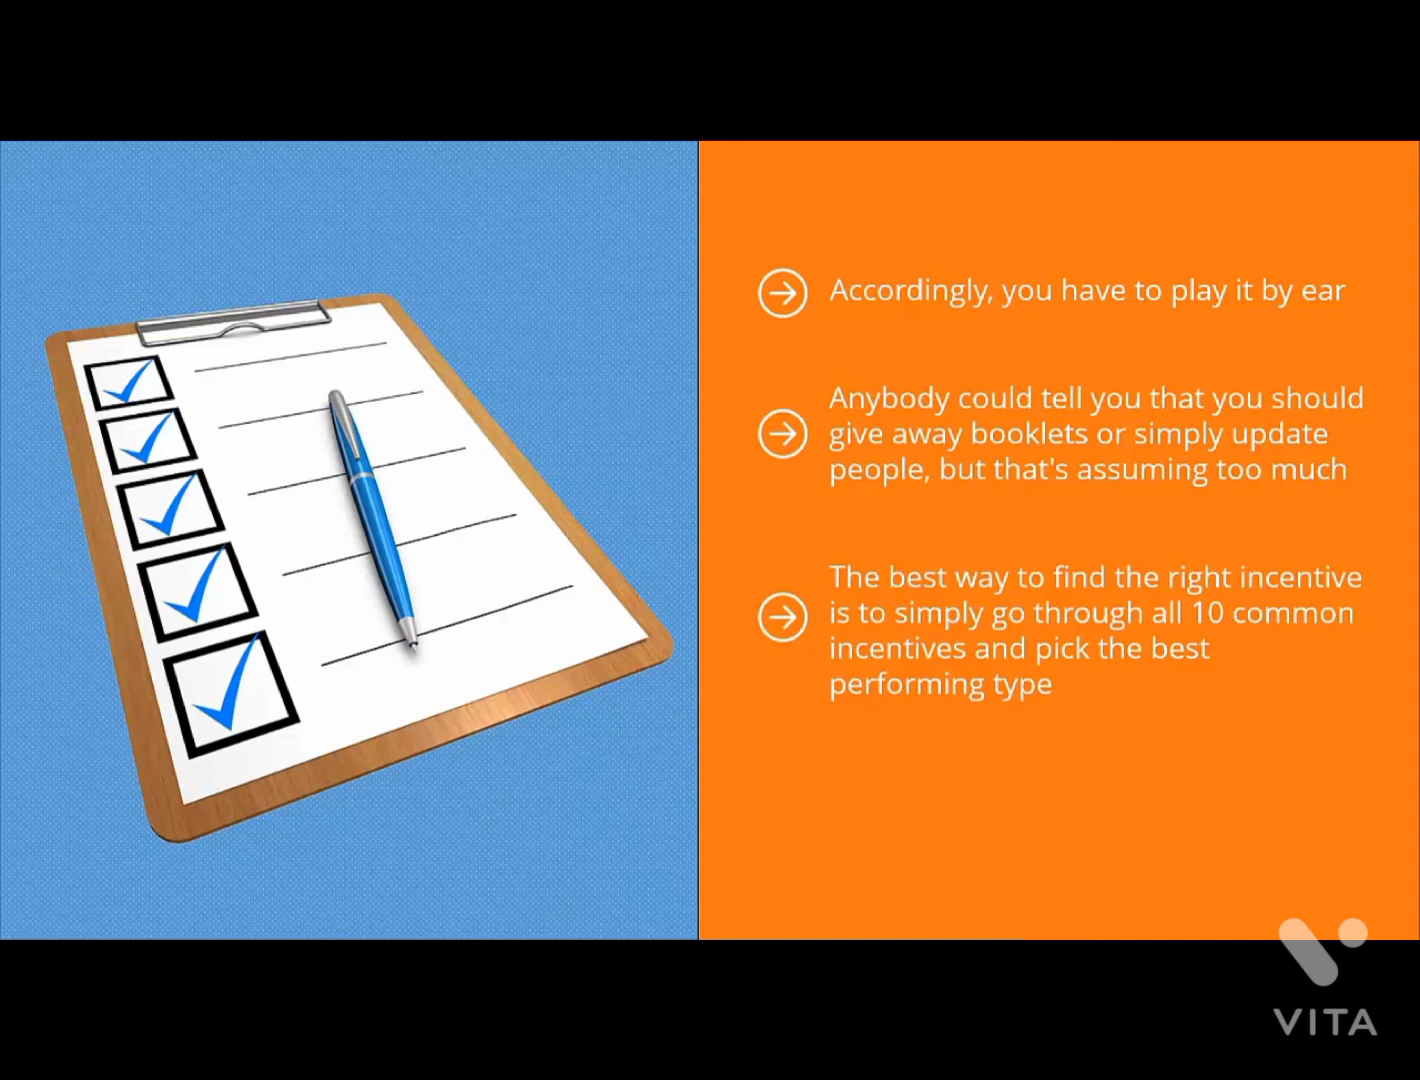 Accordingly, you have to play it by ear
Anybody could tell you that you should
give away booklets or simply update
people, but that's assuming too much
The best way to find the right incentive
is to simply go through all 10 common
incentives and pick the best
performing type
VITA